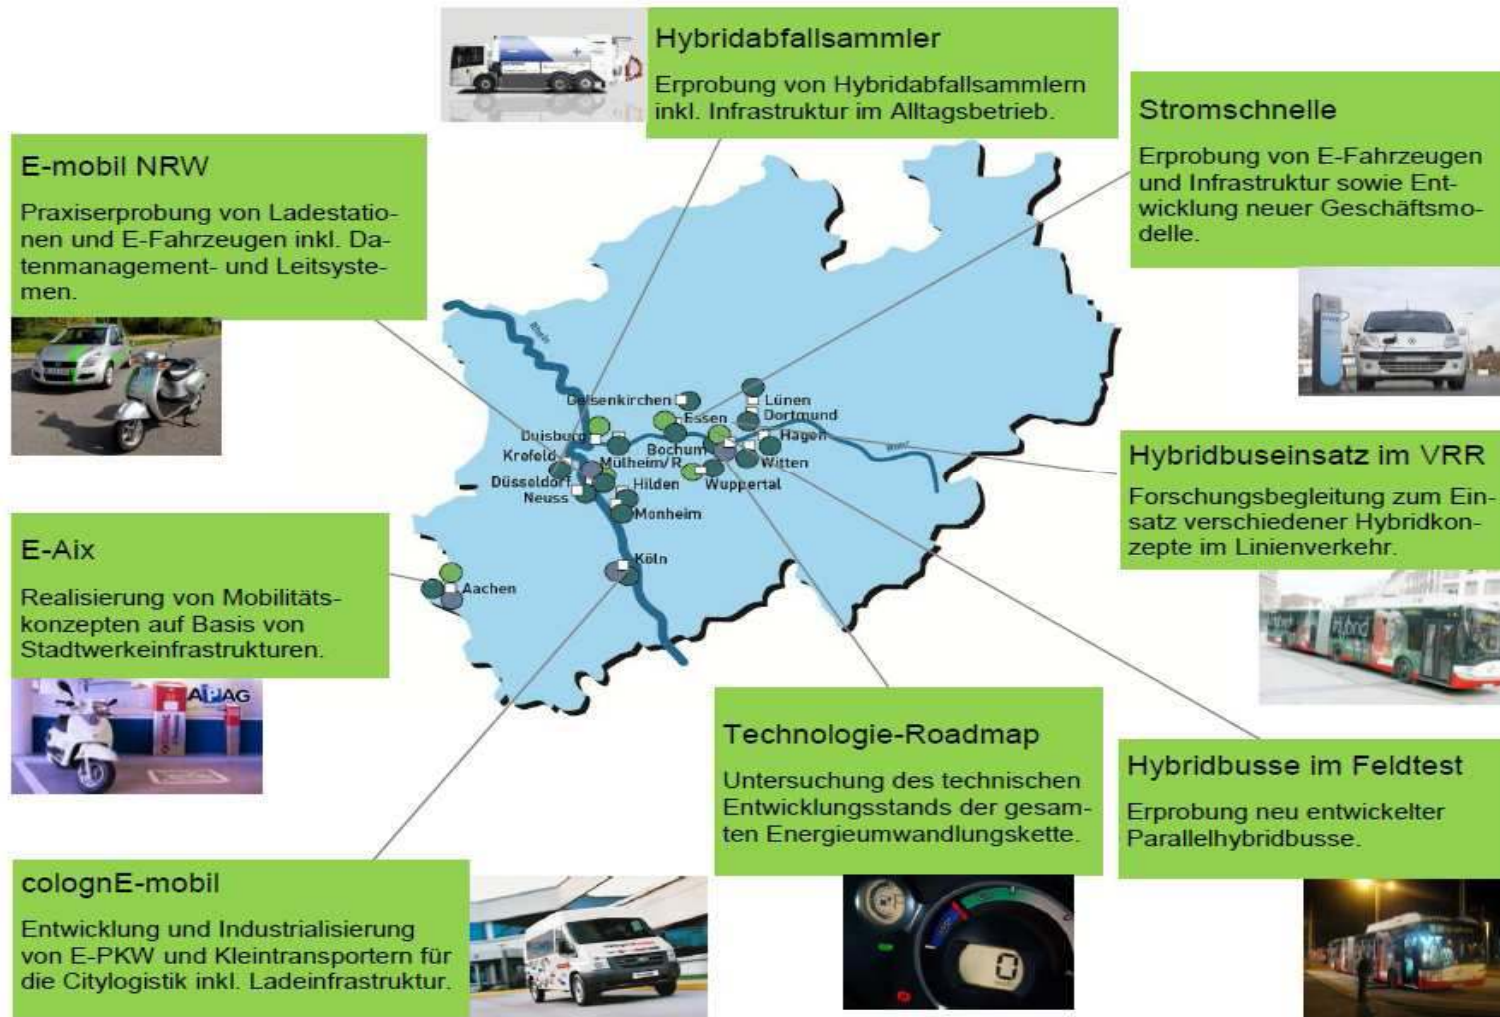 Hybridabfallsammler
Erprobung von Hybridabfallsammlern
inkl. Infrastruktur im Alltagsbetrieb.
Stromschnelle
Erprobung von E-Fahrzeugen
und Infrastruktur sowie Ent-
wicklung neuer Geschäftsmo-
delle.
E-mobil NRW
Praxiserprobung von Ladestatio-
nen und E-Fahrzeugen inkl. Da-
tenmanagement- und Leitsyste-
men.
Rhein
Gelsenkirchen
Lünen
Essen
Dortmund
Duisburg
Bochum
Hagen
Krefeld
Mülheim/R.
Witten
Düsseldorf
Hilden
Wuppertal
Neuss
Monheim
Köln
Aachen
Hybridbuseinsatz im VRR
Forschungsbegleitung zum Ein-
satz verschiedener Hybridkon-
zepte im Linienverkehr.
Hybrid
E-Aix
Realisierung von Mobilitäts-
konzepten auf Basis von
Stadtwerkeinfrastrukturen.
APAG
Technologie-Roadmap
Untersuchung des technischen
Entwicklungsstands der gesam-
ten Energieumwandlungskette.
0
Hybridbusse im Feldtest
Erprobung neu entwickelter
Parallelhybridbusse.
colognE-mobil
Entwicklung und Industrialisierung
von E-PKW und Kleintransportern für
die Citylogistik inkl. Ladeinfrastruktur.